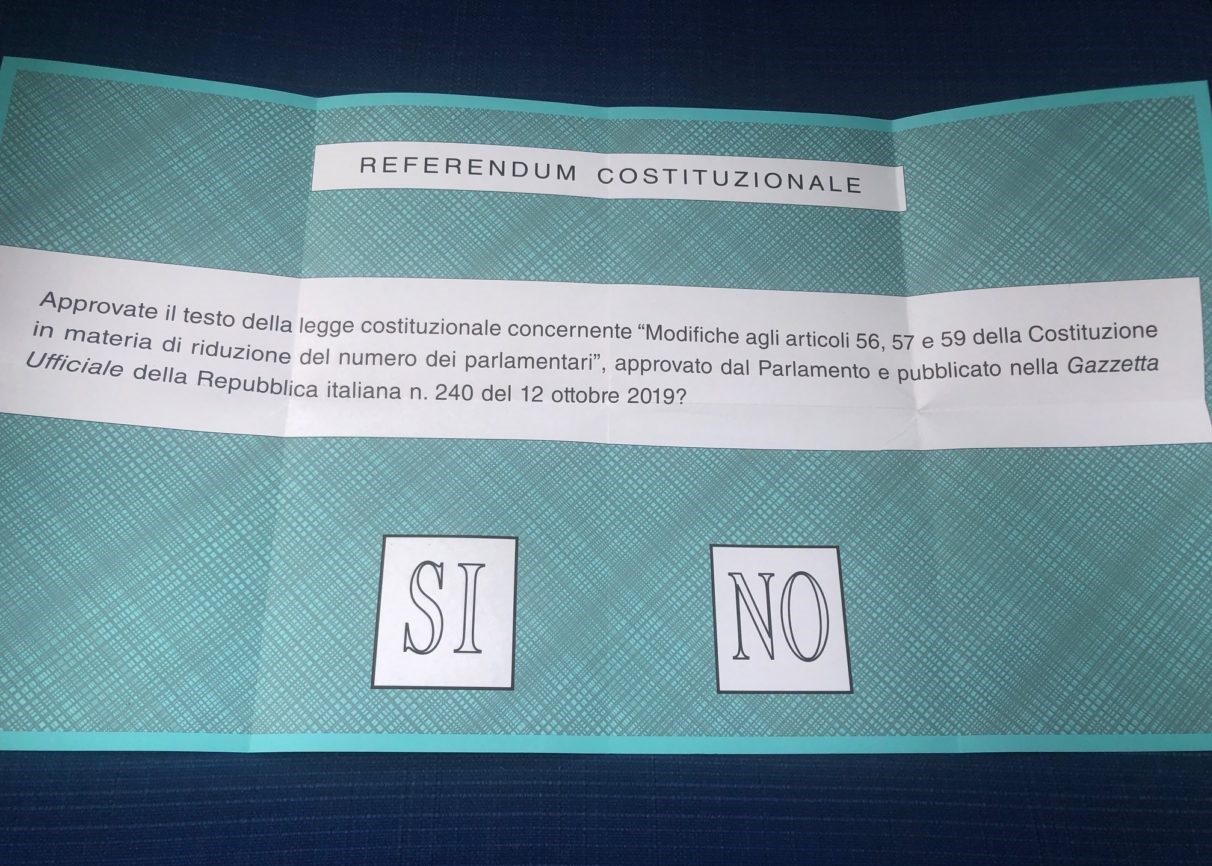 REFERENDUM COSTITUZIONALE
Approvate il testo della legge costituzionale concernente “Modifiche agli articoli 56, 57 e 59 della Costituzione
in materia di riduzione del numero dei parlamentari”, approvato dal Parlamento e pubblicato nella Gazzetta
Ufficiale della Repubblica italiana n. 240 del 12 ottobre 2019?
SI NO